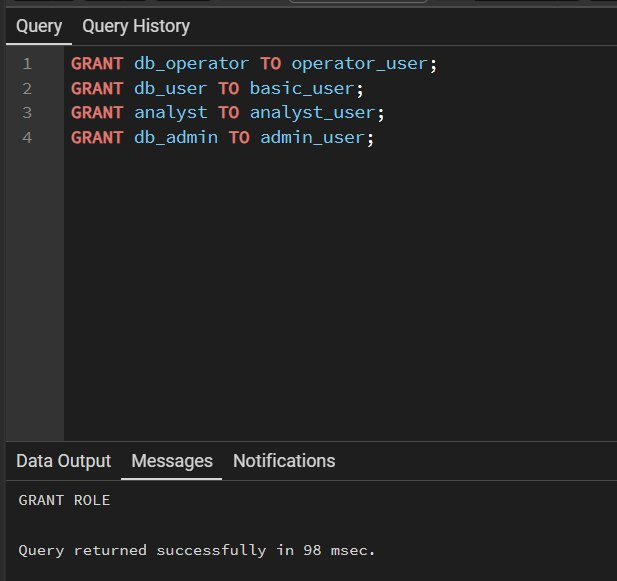 Query Query History
1 GRANT db_operator TO operator_user;
2 GRANT db_user TO basic_user;
3 GRANT analyst TO analyst_user;
4 GRANT db_admin TO admin_user;
Data Output Messages Notifications
GRANT ROLE
Query returned successfully in 98 msec.